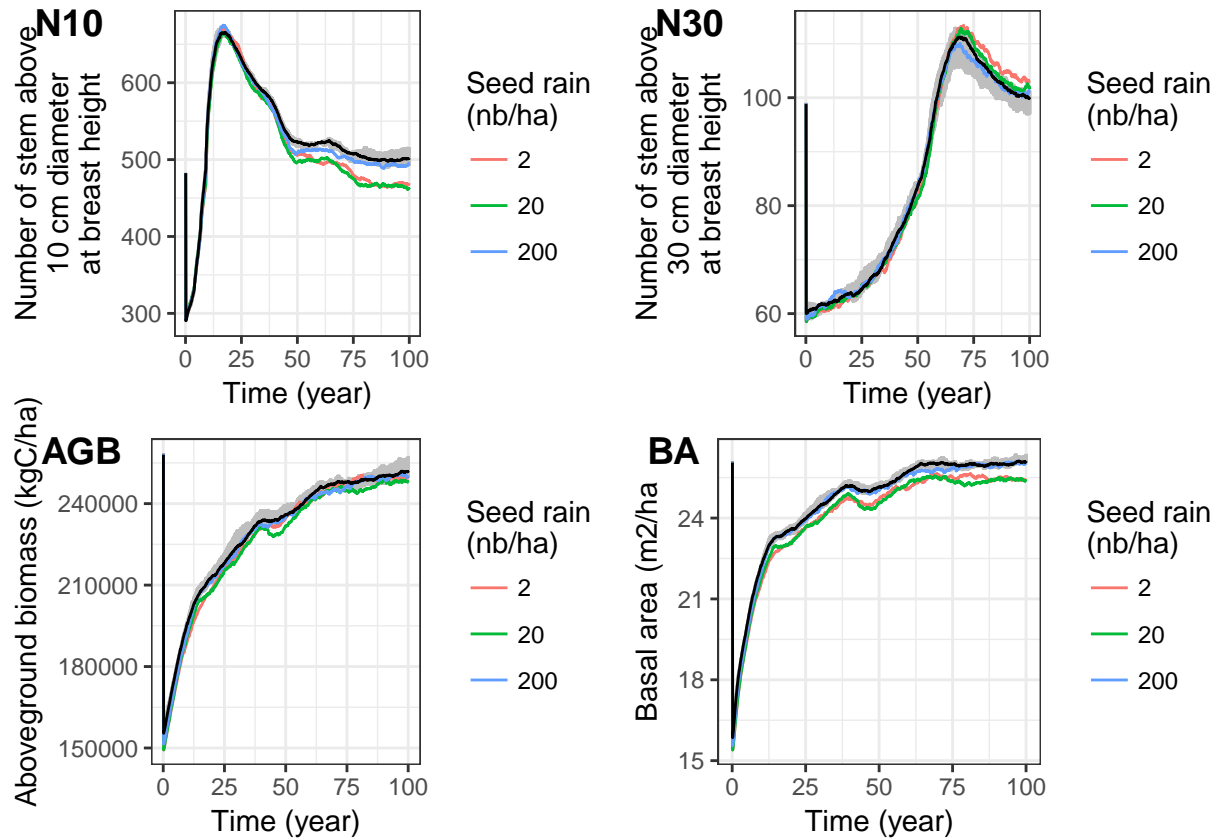 N10
Number of stem above
10 cm diameter
at breast height
600
500
400
300
0
25
50
75
100
Time (year)
Seed rain
(nb/ha)
2
20
200
N30
Number of stem above
30 cm diameter
at breast height
100
80
60
0
25
50
75
100
Time (year)
Seed rain
(nb/ha)
2
20
200
AGB
Aboveground biomass (kgC/ha)
240000
210000
180000
150000
0
25
50
75
100
Time (year)
Seed rain
(nb/ha)
2
20
200
BA
Basal area (m2/ha
24
21
18
15
0
25
50
75
100
Time (year)
Seed rain
(nb/ha)
2
20
200